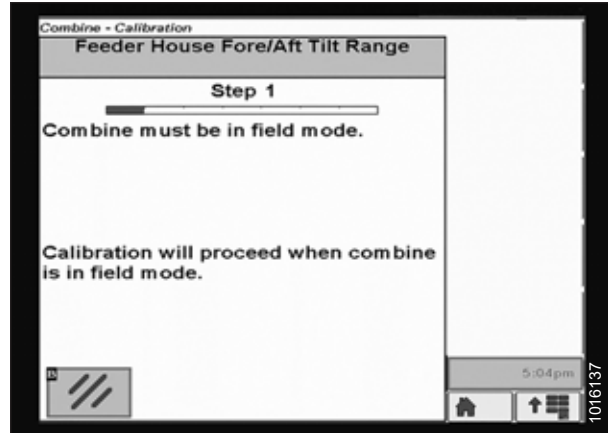 Combine - Calibration
Feeder House Fore/Aft Tilt Range
Step 1
Combine must be in field mode.
Calibration will proceed when combine
is in field mode.
5:04pm
1016137